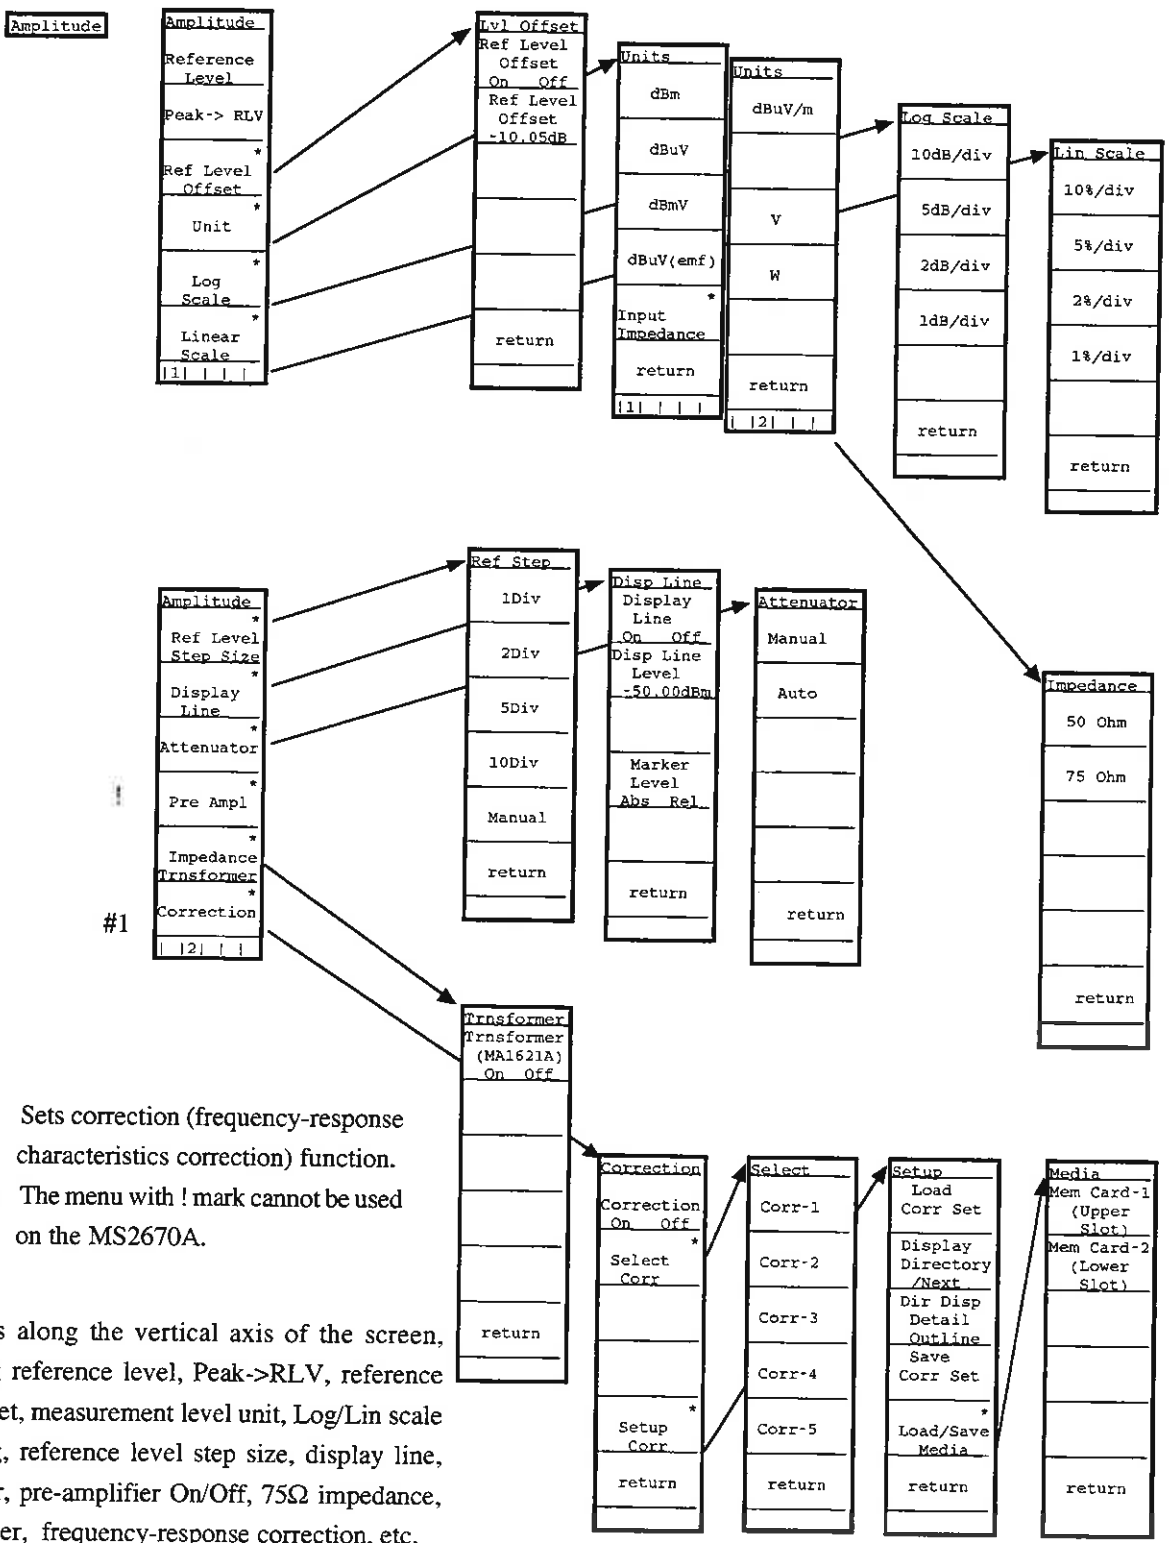 Amplitude
Amplitude
Reference
Level
Peak-> RLV
*
Ref Level
Offset
*
Unit
*
Log
Scale
*
Linear
Scale
|1| | | |
Lvl Offset
Ref Level
Offset
On Off
Ref Level
Offset
-10.05dB
return
Units
dBm
dBuV
dBmV
dBuV(emf)
*
Input
Impedance
return
|1| | | |
Units
dBuV/m
V
W
return
| |2| | |
Log Scale
10dB/div
5dB/div
2dB/div
1dB/div
return
Lin Scale
10%/div
5%/div
2%/div
1%/div
return
Amplitude
*
Ref Level
Step Size
*
Display
Line
*
Attenuator
!
*
Pre Ampl
*
Impedance
Trnsformer
*
#1
Correction
| |2| | |
Ref Step
1Div
2Div
5Div
10Div
Manual
return
Disp Line
Display
Line
On Off
Disp Line
Level
-50.00dBm
Marker
Level
Abs Rel
return
Attenuator
Manual
Auto
return
Impedance
50 Ohm
75 Ohm
return
Trnsformer
Trnsformer
(MA1621A)
On Off
return
Correction
Correction
On Off
*
Select
Corr
*
Setup
Corr
return
Select
Corr-1
Corr-2
Corr-3
Corr-4
Corr-5
return
Setup
Load
Corr Set
Display
Directory
/Next
Dir Disp
Detail
Outline
Save
Corr Set
*
Load/Save
Media
return
Media
Mem Card-1
(Upper
Slot)
Mem Card-2
(Lower
Slot)
return
Sets correction (frequency-response
characteristics correction) function.
The menu with ! mark cannot be used
on the MS2670A.
along the vertical axis of the screen,
reference level, Peak->RLV, reference
measurement level unit, Log/Lin scale
reference level step size, display line,
pre-amplifier On/Off, 75Ω impedance,
frequency-response correction, etc.